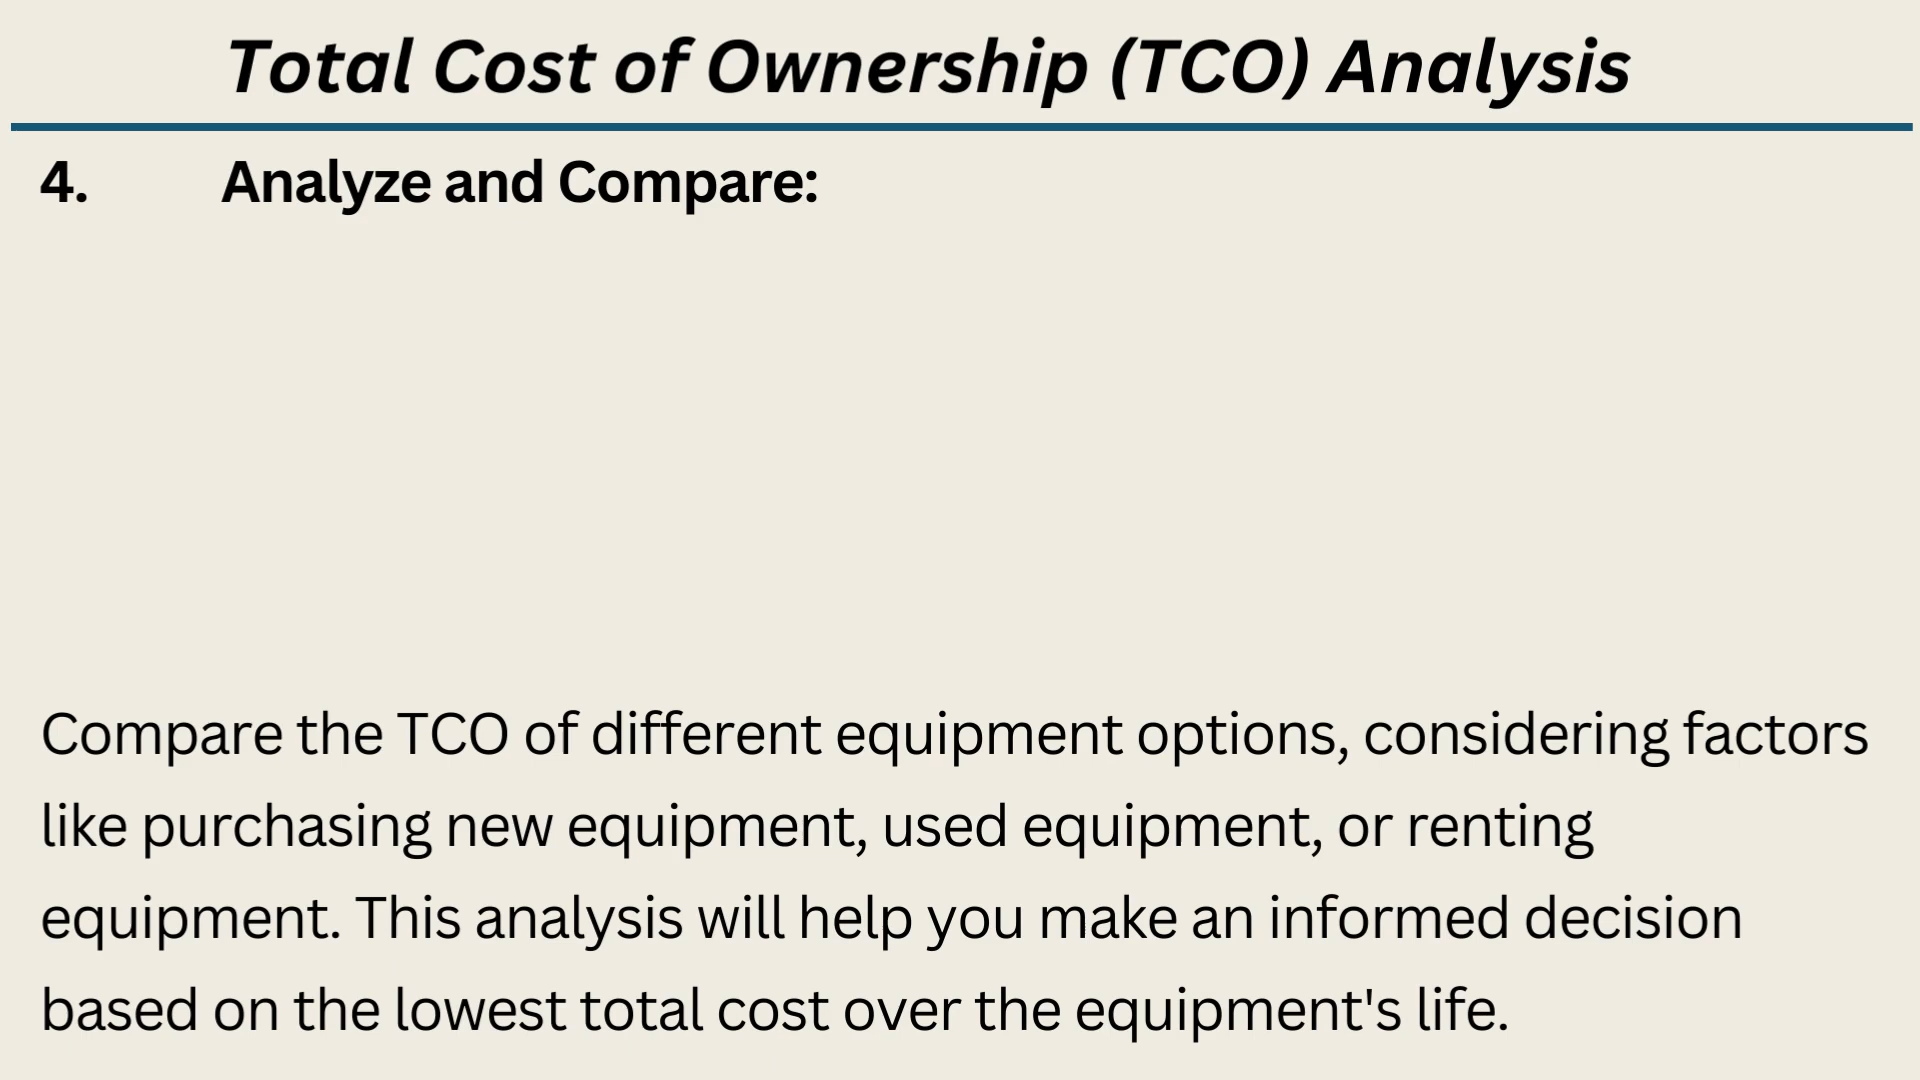 Total Cost of Ownership (TCO) Analysis
4. Analyze and Compare:
Compare the TCO of different equipment options, considering factors
like purchasing new equipment, used equipment, or renting
equipment. This analysis will help you make an informed decision
based on the lowest total cost over the equipment's life.